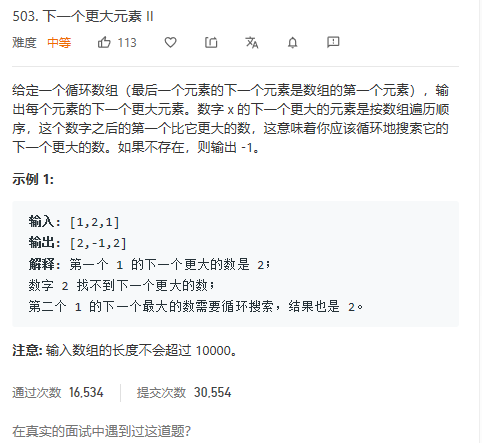 503. 下一个更大元素 II
难度 中等 113
给定一个循环数组（最后一个元素的下一个元素是数组的第一个元素），输
出每个元素的下一个更大元素。数字 x 的下一个更大的元素是按数组遍历顺
序，这个数字之后的第一个比它更大的数，这意味着你应该循环地搜索它的
下一个更大的数。如果不存在，则输出 -1。
示例 1:
输入: [1,2,1]
输出: [2,-1,2]
解释: 第一个 1 的下一个更大的数是 2；
数字 2 找不到下一个更大的数；
第二个 1 的下一个最大的数需要循环搜索，结果也是 2。
注意: 输入数组的长度不会超过 10000。
通过次数 16,534 提交次数 30,554
在真实的面试中遇到过这道题?